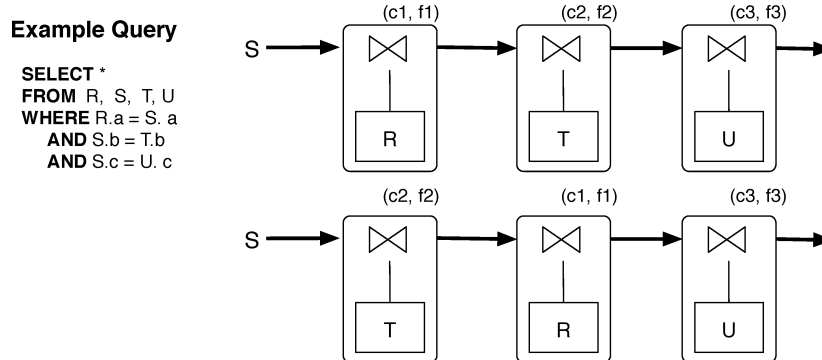 Example Query
SELECT *
FROM R, S, T, U
WHERE R.a = S. a
AND S.b = T.b
AND S.c = U. c
(c1, f1) (c2, f2) (c3, f3)
S
R T U
(c2, f2) (c1, f1) (c3, f3)
S
T R U